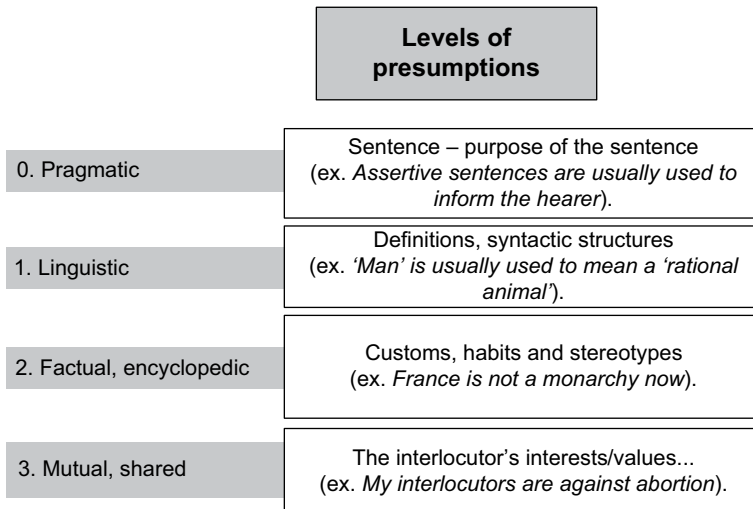 Levels of
presumptions
0. Pragmatic
Sentence – purpose of the sentence
(ex. Assertive sentences are usually used to
inform the hearer).
1. Linguistic
Definitions, syntactic structures
(ex. ‘Man’ is usually used to mean a ‘rational
animal’).
2. Factual, encyclopedic
Customs, habits and stereotypes
(ex. France is not a monarchy now).
3. Mutual, shared
The interlocutor’s interests/values...
(ex. My interlocutors are against abortion).